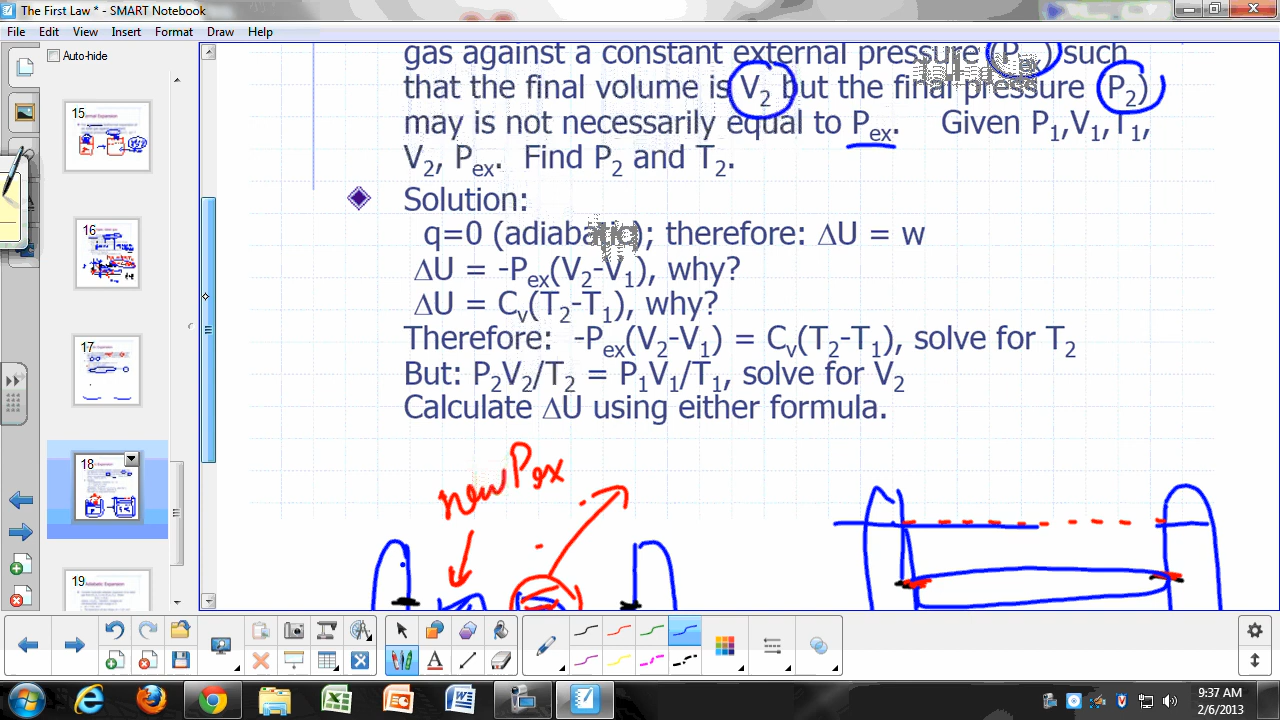 The First Law * - SMART Notebook
File Edit View Insert Format Draw Help
Auto-hide
15
16
17
18
19
gas against a constant external pressure (Pex) such
that the final volume is V2 but the final pressure (P2)
may is not necessarily equal to Pex. Given P1,V1,T1,
V2, Pex. Find P2 and T2.
Solution:
q=0 (adiabatic); therefore: ∆U = w
∆U = -Pex(V2-V1), why?
∆U = Cv(T2-T1), why?
Therefore: -Pex(V2-V1) = Cv(T2-T1), solve for T2
But: P2V2/T2 = P1V1/T1, solve for V2
Calculate ∆U using either formula.
new Pex
A
9:37 AM
2/6/2013